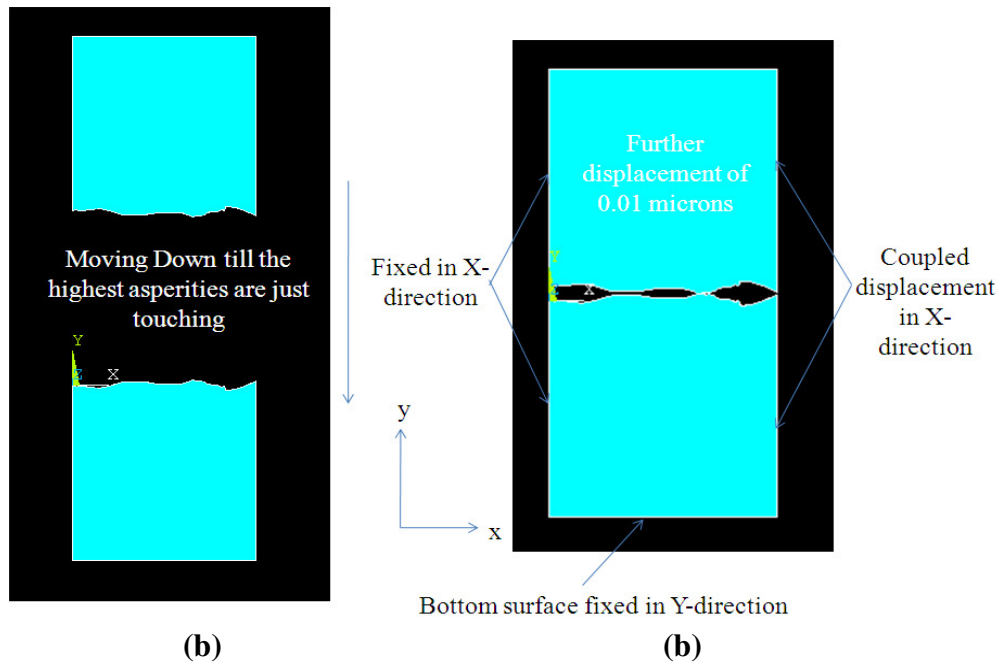 Moving Down till the
highest asperities are just
touching
Y
Z
X
(b)
Further
displacement of
0.01 microns
Fixed in X-
direction
Coupled
displacement
in X-
direction
Y
X
y
x
Bottom surface fixed in Y-direction
(b)